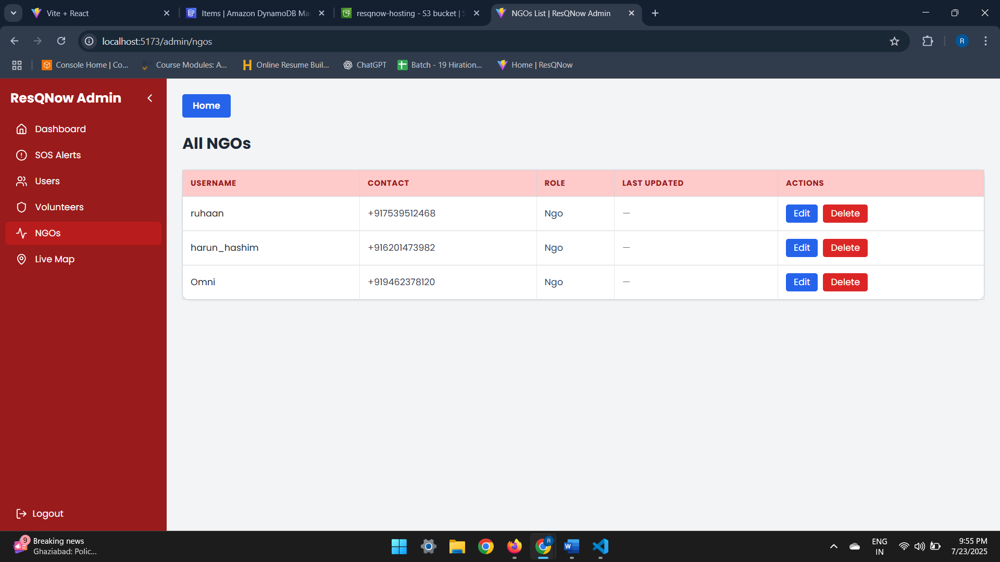 Vite + React
Items | Amazon DynamoDB Ma
resqnow-hosting - S3 bucket | S
NGOs List | ResQNow Admin
localhost:5173/admin/ngos
R
Console Home | Co...
Course Modules: A...
Online Resume Buil...
ChatGPT
Batch - 19 Hiration...
Home | ResQNow
ResQNow Admin
Dashboard
SOS Alerts
Users
Volunteers
NGOs
Live Map
Logout
Home
All NGOs
USERNAME CONTACT ROLE LAST UPDATED ACTIONS
ruhaan +917539512468 Ngo — Edit Delete
harun_hashim +916201473982 Ngo — Edit Delete
Omni +919462378120 Ngo — Edit Delete
9
Breaking news
Ghaziabad: Polic...
R
W
ENG
IN
9:55 PM
7/23/2025